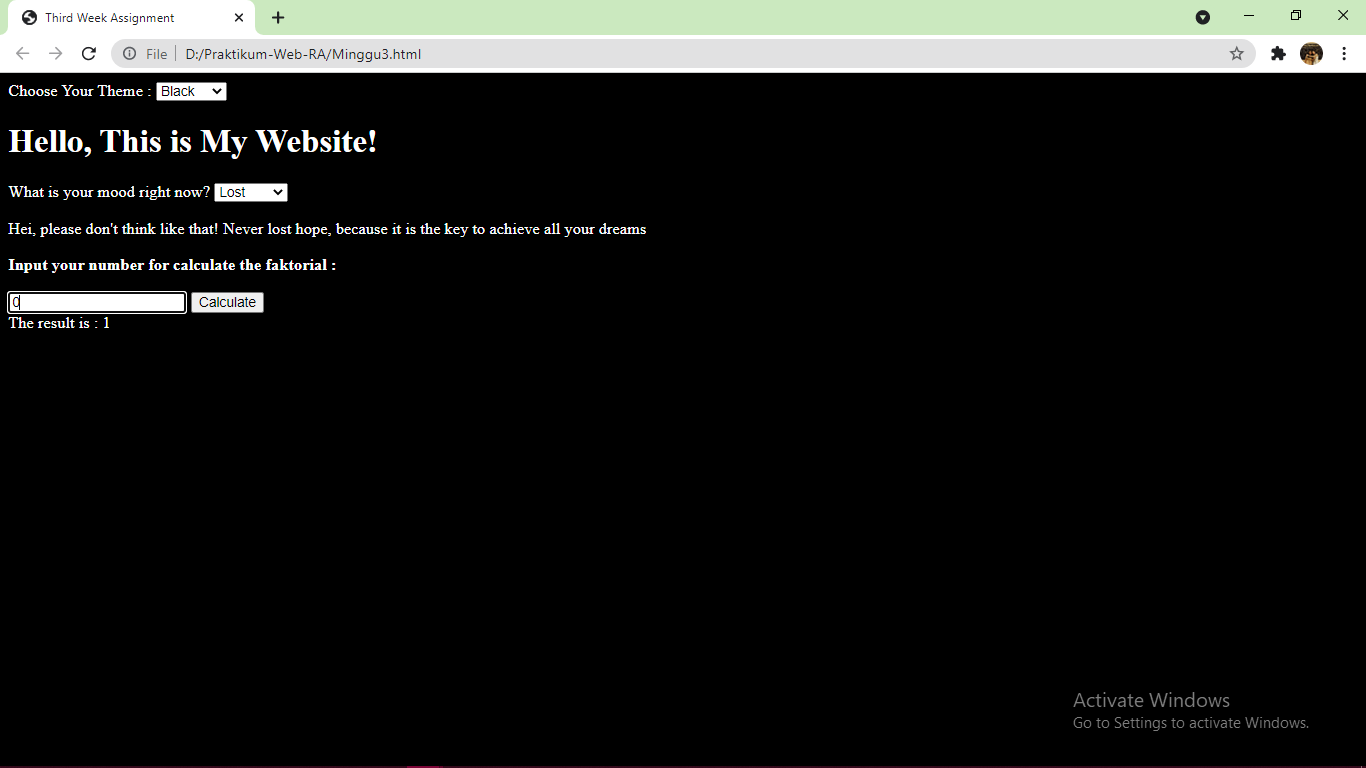 Third Week Assignment
File D:/Praktikum-Web-RA/Minggu3.html
Choose Your Theme : Black
Hello, This is My Website!
What is your mood right now? Lost
Hei, please don't think like that! Never lost hope, because it is the key to achieve all your dreams
Input your number for calculate the faktorial :
0 Calculate
The result is : 1
Activate Windows
Go to Settings to activate Windows.